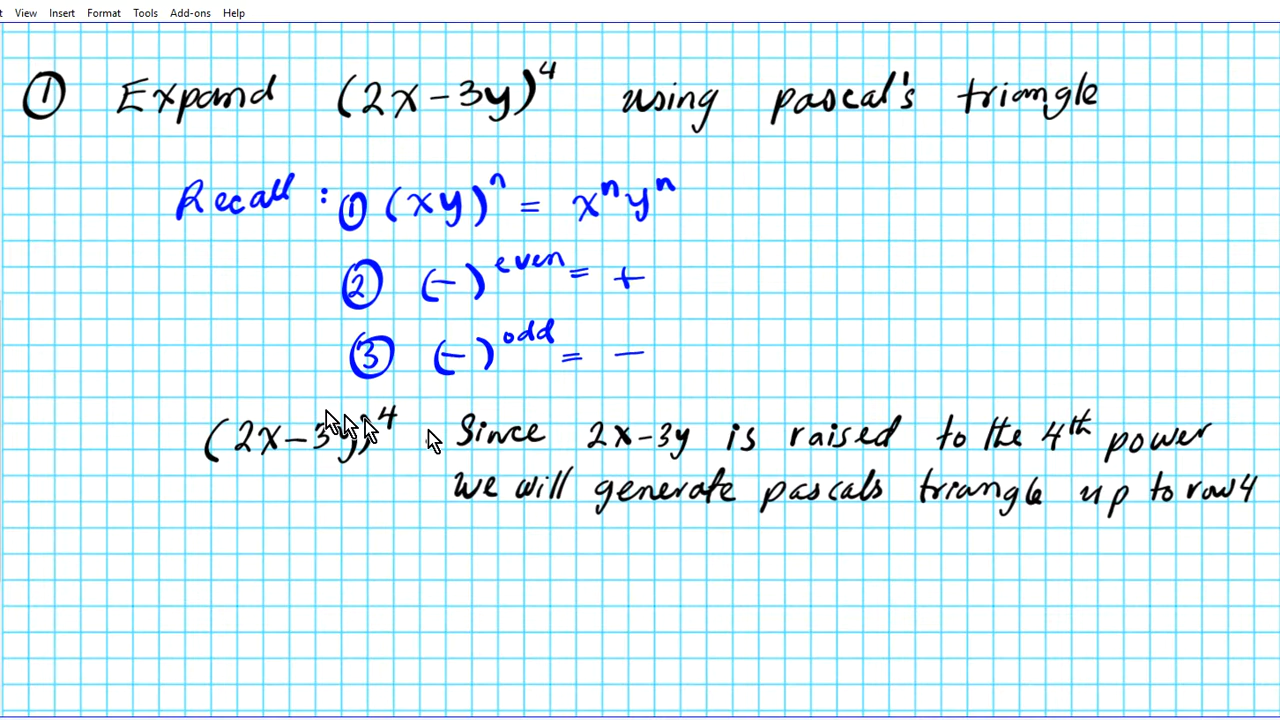 View Insert Format Tools Add-ons Help
① Expand (2x-3y)⁴ using pascal's triangle
Recall : ① (xy)ⁿ = xⁿyⁿ
② (-)^even = +
③ (-)^odd = -
(2x-3y)⁴ Since 2x-3y is raised to the 4th power
we will generate pascals triangle up to row 4